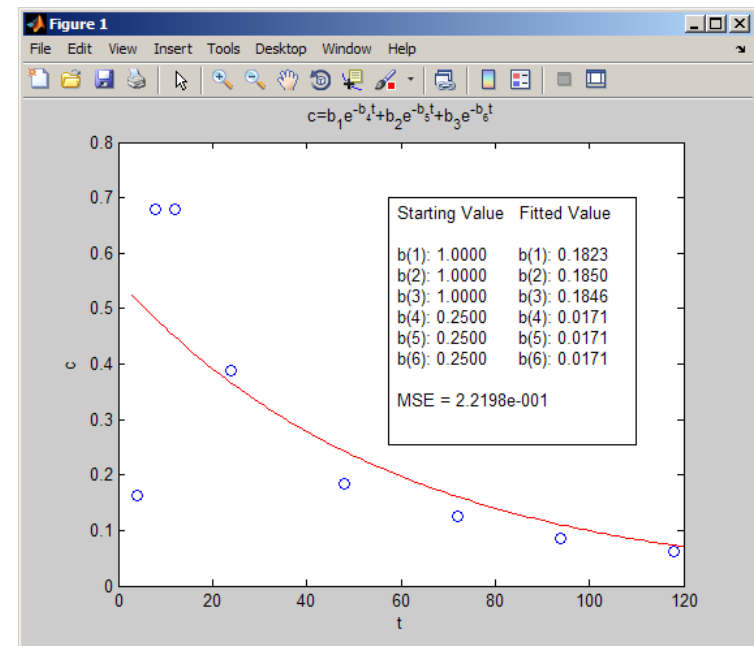 Figure 1
File Edit View Insert Tools Desktop Window Help
c=b₁e^-b₄t+b₂e^-b₅t+b₃e^-b₆t
0.8
0.7
0.6
0.5
0.4
0.3
0.2
0.1
0
c
Starting Value Fitted Value
b(1): 1.0000 b(1): 0.1823
b(2): 1.0000 b(2): 0.1850
b(3): 1.0000 b(3): 0.1846
b(4): 0.2500 b(4): 0.0171
b(5): 0.2500 b(5): 0.0171
b(6): 0.2500 b(6): 0.0171
MSE = 2.2198e-001
0 20 40 60 80 100 120
t